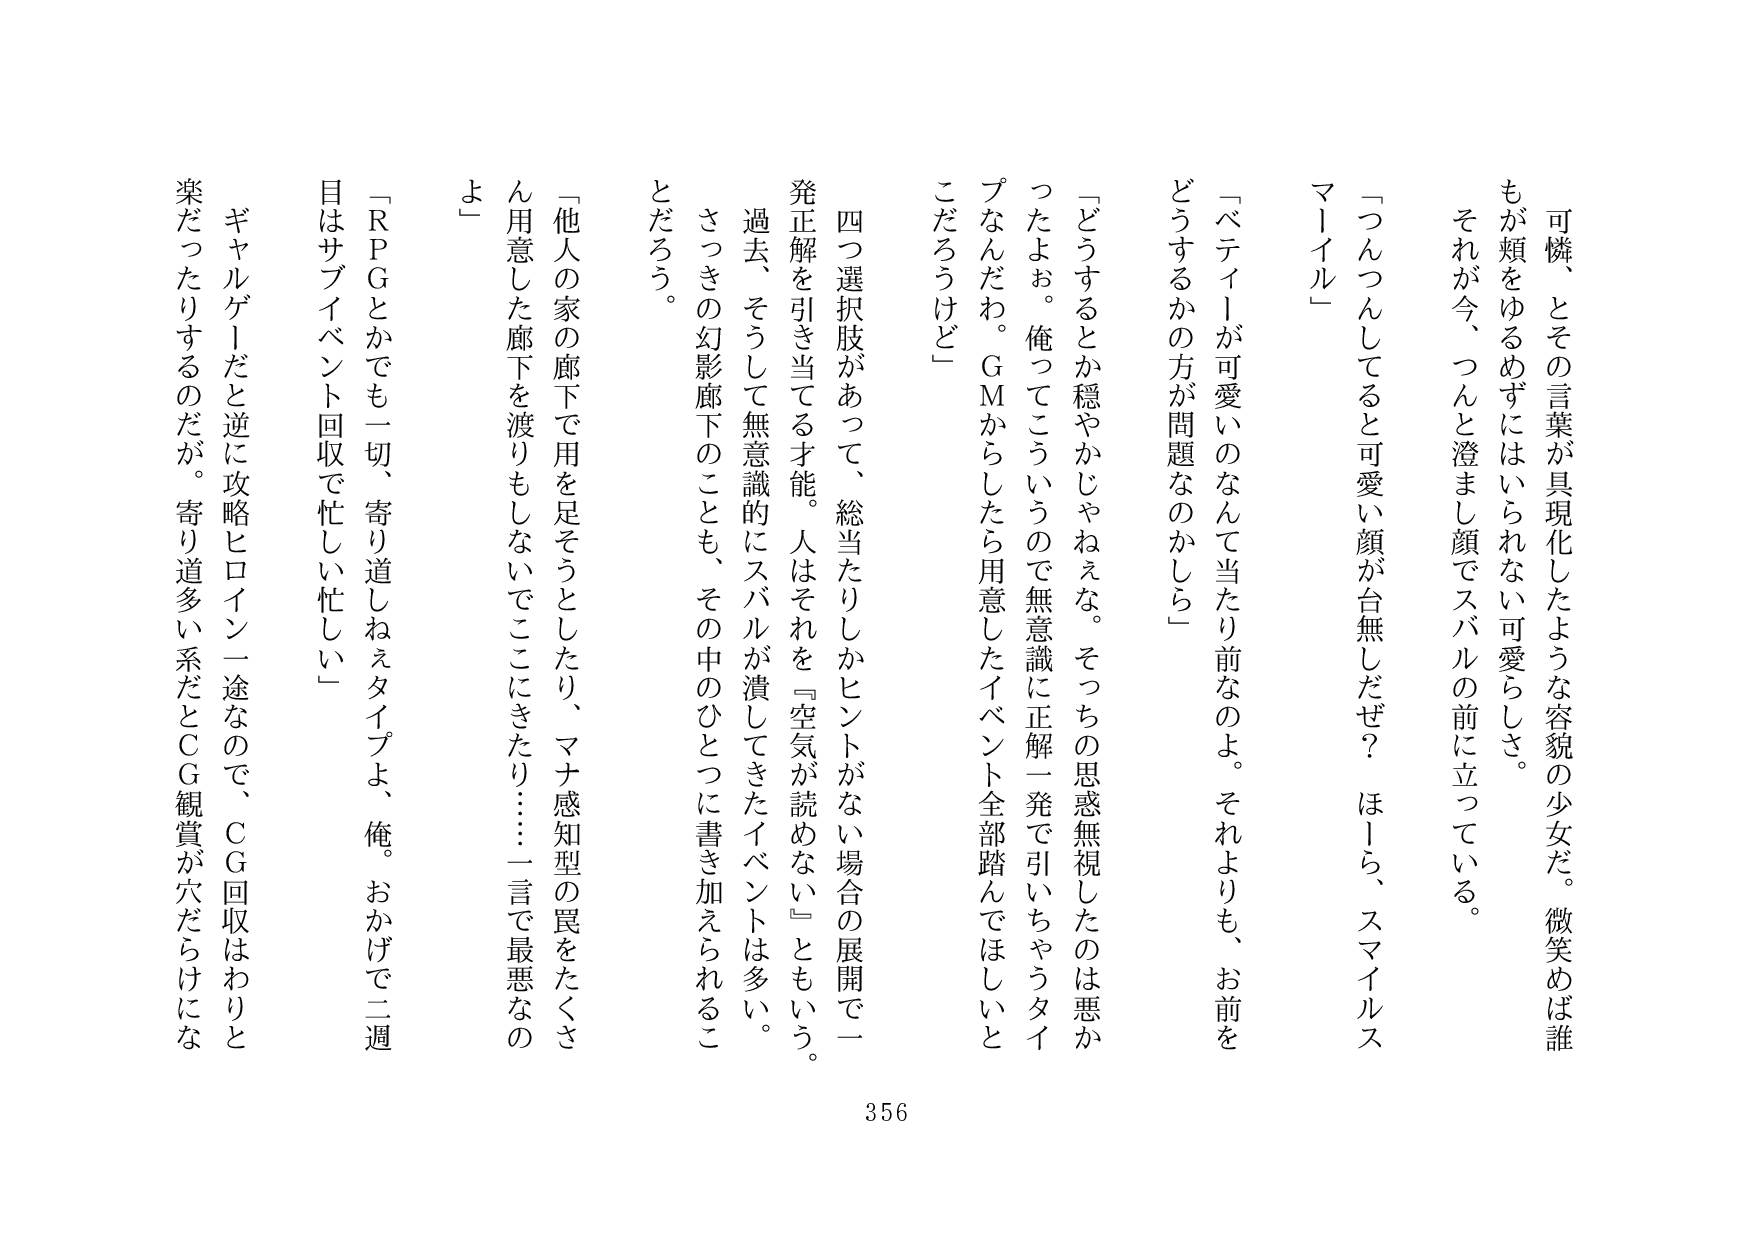 可憐、とその言葉が具現化したような容貌の少女だ。微笑めば誰
もが頬をゆるめずにはいられない可愛らしさ。
それが今、つんと澄まし顔でスバルの前に立っている。
「つんつんしてると可愛い顔が台無しだぜ？　ほーら、スマイルス
マーイル」
「ベティーが可愛いのなんて当たり前なのよ。それよりも、お前を
どうするかの方が問題なのかしら」
「どうするとか穏やかじゃねぇな。そっちの思惑無視したのは悪か
ったよぉ。俺ってこういうので無意識に正解一発で引いちゃうタイ
プなんだわ。ＧＭからしたら用意したイベント全部踏んでほしいと
こだろうけど」
四つ選択肢があって、総当たりしかヒントがない場合の展開で一
発正解を引き当てる才能。人はそれを『空気が読めない』ともいう。
過去、そうして無意識的にスバルが潰してきたイベントは多い。
さっきの幻影廊下のことも、その中のひとつに書き加えられるこ
とだろう。
「他人の家の廊下で用を足そうとしたり、マナ感知型の罠をたくさ
ん用意した廊下を渡りもしないでここにきたり……一言で最悪なの
よ」
「ＲＰＧとかでも一切、寄り道しねぇタイプよ、俺。おかげで二週
目はサブイベント回収で忙しい忙しい」
ギャルゲーだと逆に攻略ヒロイン一途なので、ＣＧ回収はわりと
楽だったりするのだが。寄り道多い系だとＣＧ観賞が穴だらけにな
356